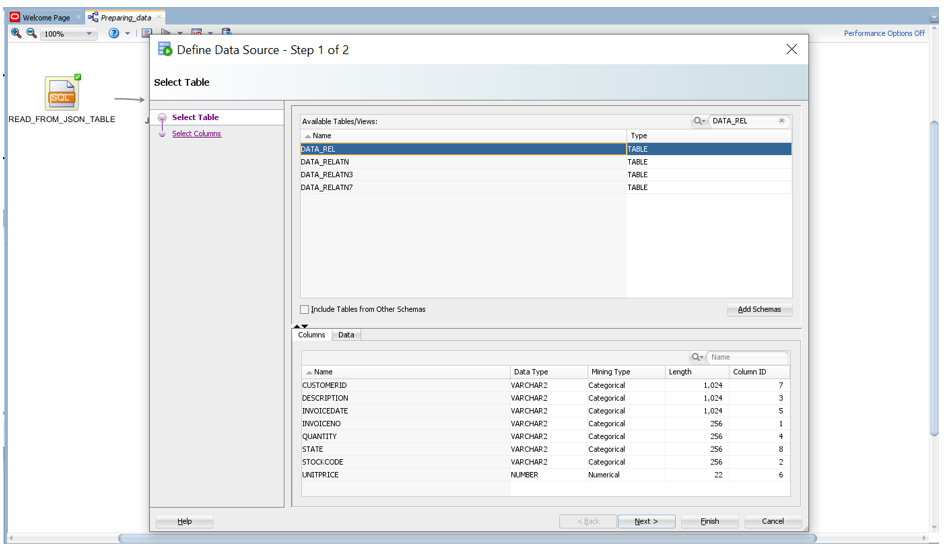 Welcome Page
Preparing_data
100%
Performance Options Off
SQL
READ_FROM_JSON_TABLE
J
Define Data Source - Step 1 of 2
Select Table
Select Table
Select Columns
Available Tables/Views:
DATA_REL
Name Type
DATA_REL TABLE
DATA_RELATN TABLE
DATA_RELATN3 TABLE
DATA_RELATN7 TABLE
Include Tables from Other Schemas
Add Schemas
Columns Data
Name
Name Data Type Mining Type Length Column ID
CUSTOMERID VARCHAR2 Categorical 1,024 7
DESCRIPTION VARCHAR2 Categorical 1,024 3
INVOICEDATE VARCHAR2 Categorical 1,024 5
INVOICENO VARCHAR2 Categorical 256 1
QUANTITY VARCHAR2 Categorical 256 4
STATE VARCHAR2 Categorical 256 8
STOCKCODE VARCHAR2 Categorical 256 2
UNITPRICE NUMBER Numerical 22 6
Help
< Back Next > Finish Cancel